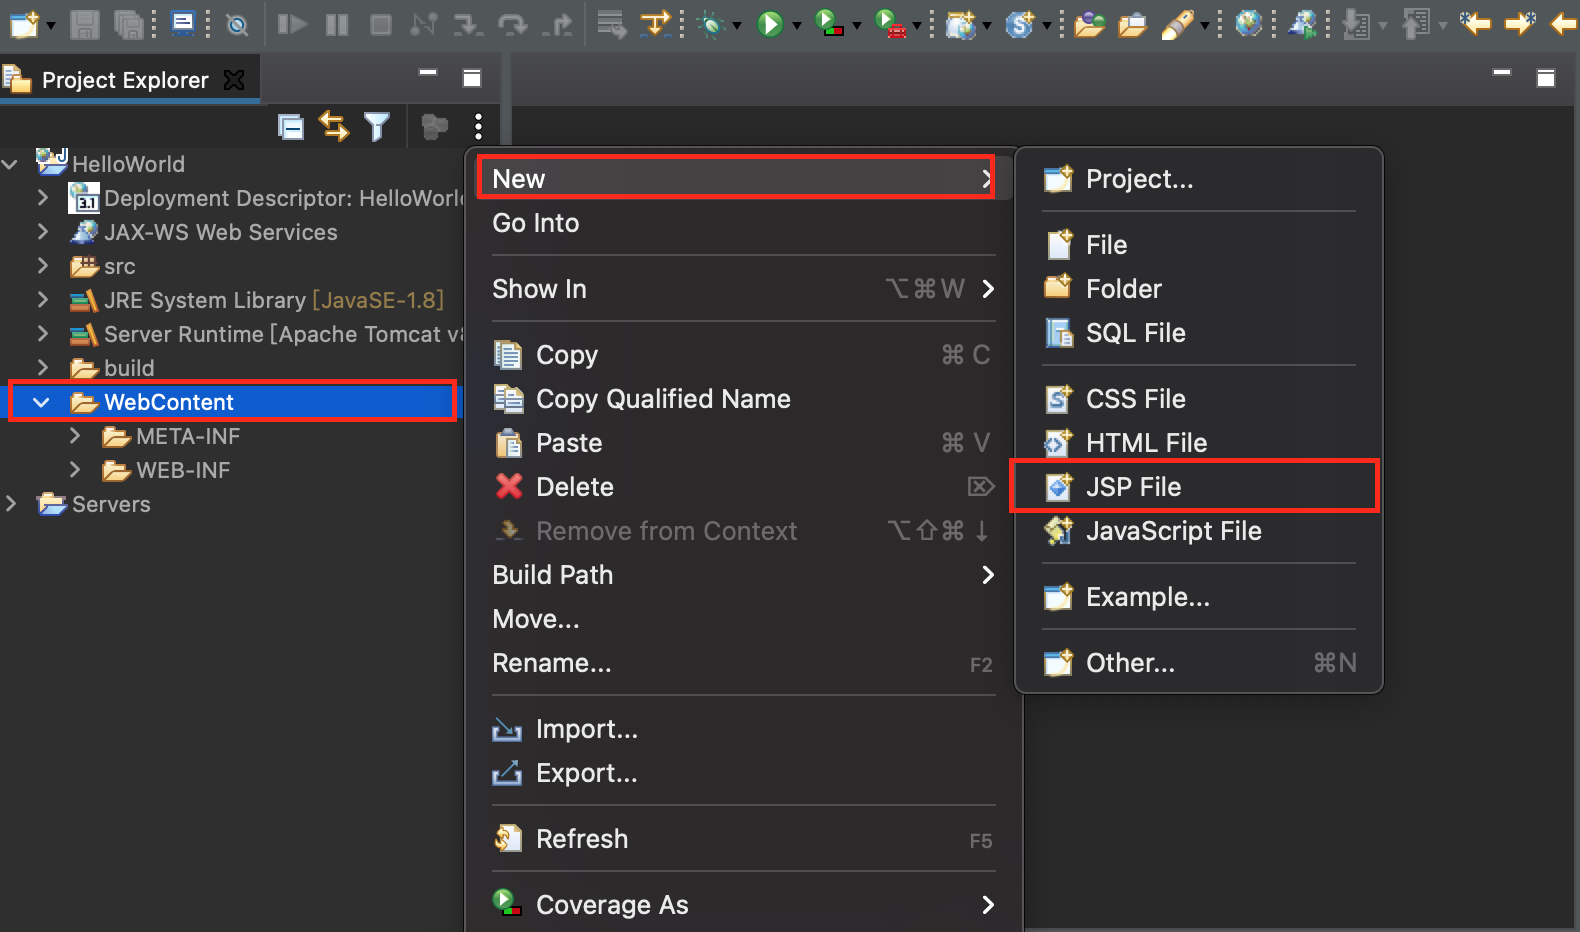 Project Explorer
HelloWorld
3.1 Deployment Descriptor: HelloWorl
JAX-WS Web Services
src
JRE System Library [JavaSE-1.8]
Server Runtime [Apache Tomcat v8
build
WebContent
META-INF
WEB-INF
Servers
New
Go Into
Show In ⌥⌘W
Copy ⌘ C
Copy Qualified Name
Paste ⌘ V
Delete ⌦
Remove from Context ⌥⇧⌘↓
Build Path
Move...
Rename... F2
Import...
Export...
Refresh F5
Coverage As
Project...
File
Folder
SQL File
CSS File
HTML File
JSP File
JavaScript File
Example...
Other... ⌘N